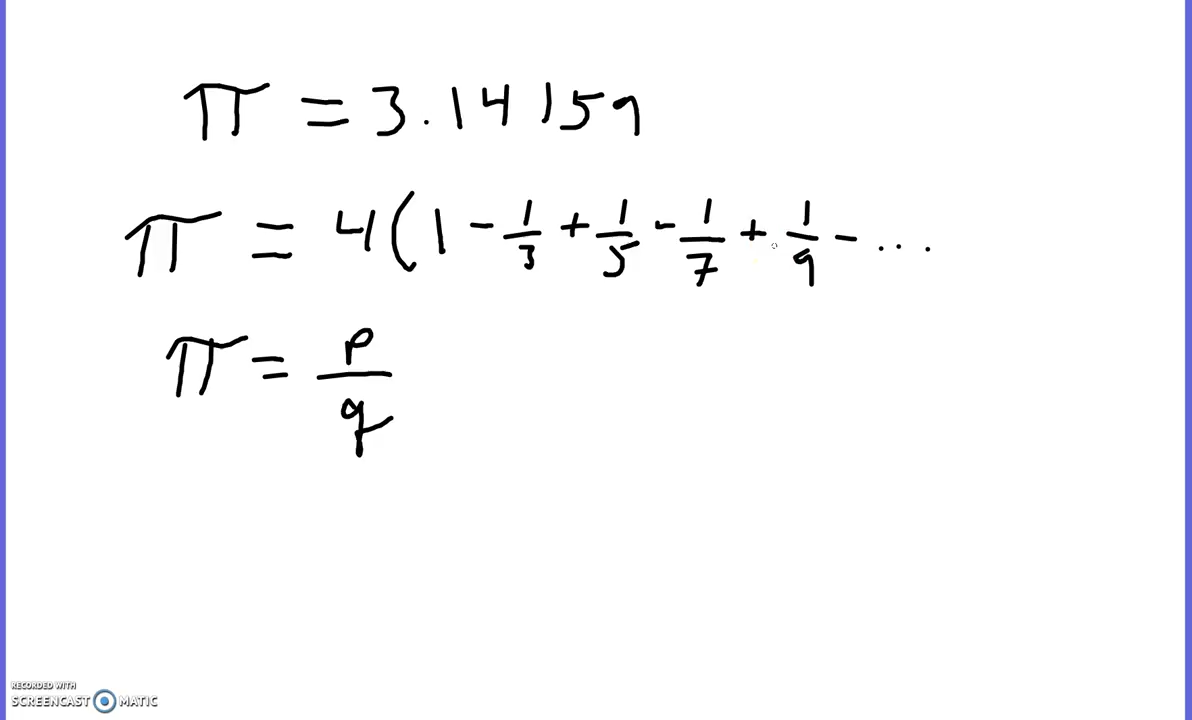 π = 3.14159
π = 4(1 - 1/3 + 1/5 - 1/7 + 1/9 - ...
π = p/q
RECORDED WITH
SCREENCAST MATIC